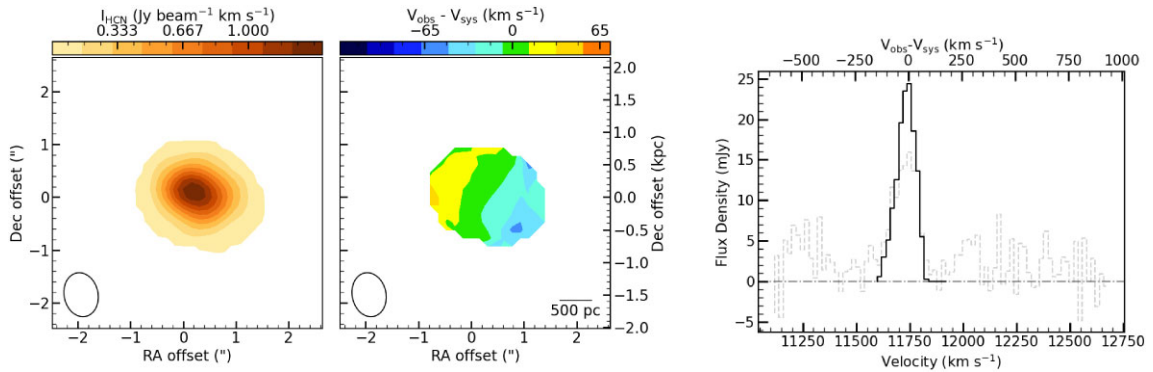 I_HCN (Jy beam⁻¹ km s⁻¹)
0.333 0.667 1.000
V_obs - V_sys (km s⁻¹)
−65 0 65
2
1
0
−1
−2
Dec offset (")
−2 −1 0 1 2
RA offset (")
500 pc
−2 −1 0 1 2
RA offset (")
2.0
1.5
1.0
0.5
0.0
−0.5
−1.0
−1.5
−2.0
Dec offset (kpc)
V_obs-V_sys (km s⁻¹)
−500 −250 0 250 500 750 1000
25
20
15
10
5
0
−5
Flux Density (mJy)
11250 11500 11750 12000 12250 12500 12750
Velocity (km s⁻¹)